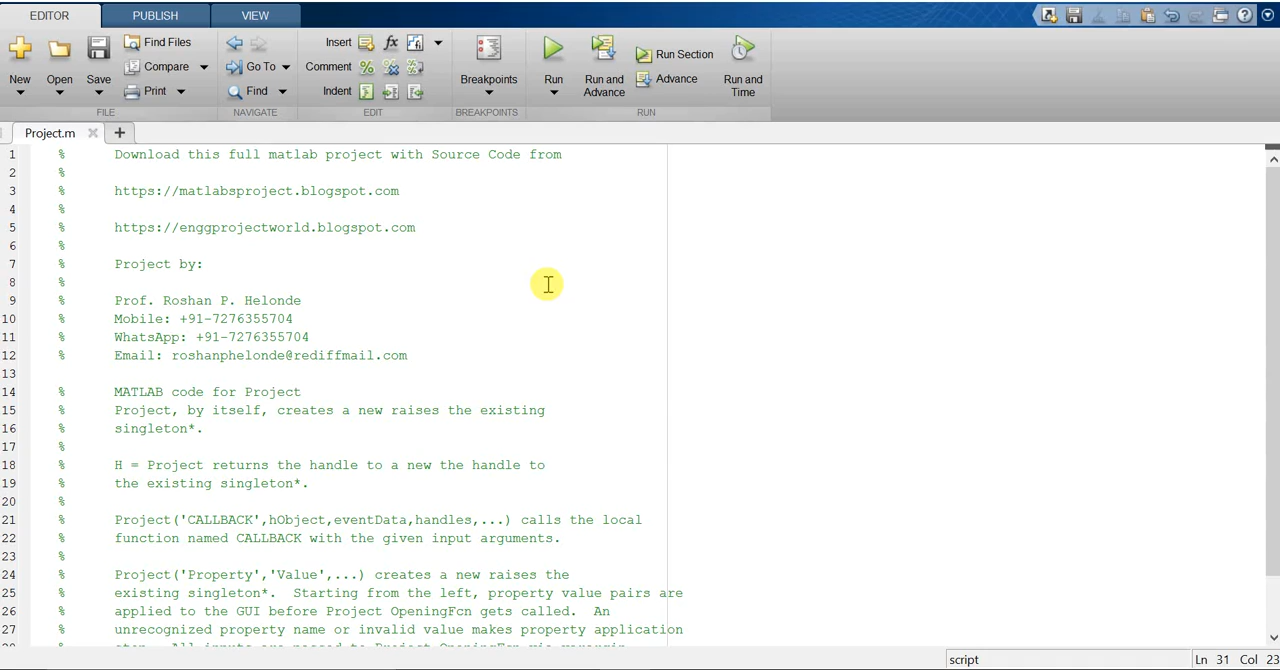 EDITOR PUBLISH VIEW
Find Files Insert fx
New Open Save Compare Go To Comment Breakpoints Run Run and Advance Run Section Advance Run and Time
Print Find Indent
FILE NAVIGATE EDIT BREAKPOINTS RUN
Project.m
1 % Download this full matlab project with Source Code from
2 %
3 % https://matlabsproject.blogspot.com
4 %
5 % https://enggprojectworld.blogspot.com
6 %
7 % Project by:
8 %
9 % Prof. Roshan P. Helonde
10 % Mobile: +91-7276355704
11 % WhatsApp: +91-7276355704
12 % Email: roshanphelonde@rediffmail.com
13
14 % MATLAB code for Project
15 % Project, by itself, creates a new raises the existing
16 % singleton*.
17 %
18 % H = Project returns the handle to a new the handle to
19 % the existing singleton*.
20 %
21 % Project('CALLBACK',hObject,eventData,handles,...) calls the local
22 % function named CALLBACK with the given input arguments.
23 %
24 % Project('Property','Value',...) creates a new raises the
25 % existing singleton*.  Starting from the left, property value pairs are
26 % applied to the GUI before Project OpeningFcn gets called.  An
27 % unrecognized property name or invalid value makes property application
script Ln 31 Col 23